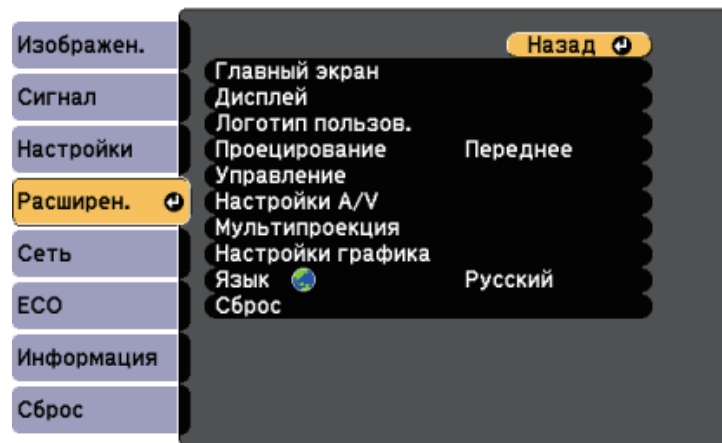 Изображен.
Сигнал
Настройки
Расширен.
Сеть
ECO
Информация
Сброс
Назад
Главный экран
Дисплей
Логотип пользов.
Проецирование Переднее
Управление
Настройки A/V
Мультипроекция
Настройки графика
Язык Русский
Сброс